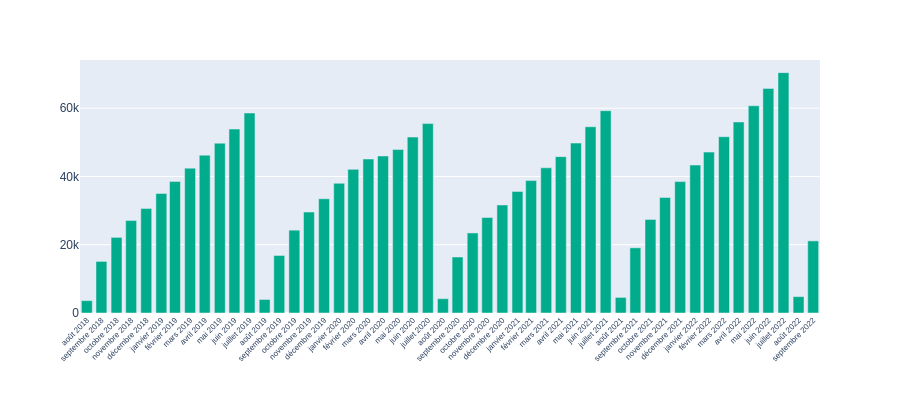 60k
40k
20k
0
août 2018
septembre 2018
octobre 2018
novembre 2018
décembre 2018
janvier 2019
février 2019
mars 2019
avril 2019
mai 2019
juin 2019
juillet 2019
août 2019
septembre 2019
octobre 2019
novembre 2019
décembre 2019
janvier 2020
février 2020
mars 2020
avril 2020
mai 2020
juin 2020
juillet 2020
août 2020
septembre 2020
octobre 2020
novembre 2020
décembre 2020
janvier 2021
février 2021
mars 2021
avril 2021
mai 2021
juin 2021
juillet 2021
août 2021
septembre 2021
octobre 2021
novembre 2021
décembre 2021
janvier 2022
février 2022
mars 2022
avril 2022
mai 2022
juin 2022
juillet 2022
août 2022
septembre 2022